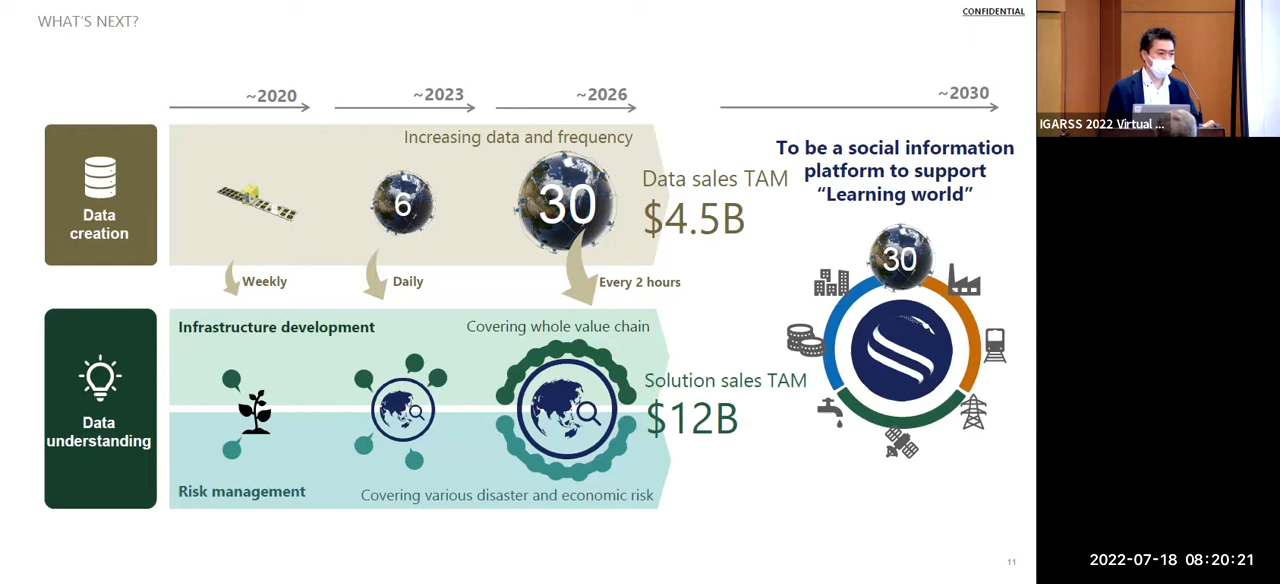 WHAT'S NEXT?
CONFIDENTIAL
~2020
~2023
~2026
~2030
Increasing data and frequency
Data
creation
6
30
Data sales TAM
$4.5B
To be a social information
platform to support
“Learning world”
30
Weekly
Daily
Every 2 hours
Infrastructure development
Covering whole value chain
Data
understanding
Solution sales TAM
$12B
Risk management
Covering various disaster and economic risk
11
IGARSS 2022 Virtual ...
2022-07-18 08:20:21